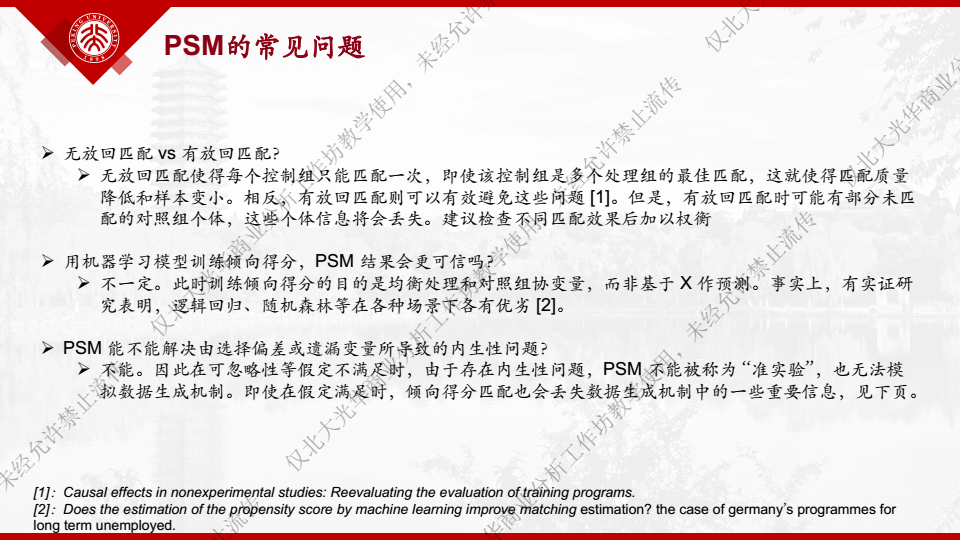 PEKING UNIVERSITY
1898
PSM的常见问题
➢ 无放回匹配 vs 有放回匹配?
➢ 无放回匹配使得每个控制组只能匹配一次，即使该控制组是多个处理组的最佳匹配，这就使得匹配质量
降低和样本变小。相反，有放回匹配则可以有效避免这些问题 [1]。但是，有放回匹配时可能有部分未匹
配的对照组个体，这些个体信息将会丢失。建议检查不同匹配效果后加以权衡
➢ 用机器学习模型训练倾向得分，PSM 结果会更可信吗?
➢ 不一定。此时训练倾向得分的目的是均衡处理和对照组协变量，而非基于 X 作预测。事实上，有实证研
究表明，逻辑回归、随机森林等在各种场景下各有优劣 [2]。
➢ PSM 能不能解决由选择偏差或遗漏变量所导致的内生性问题?
➢ 不能。因此在可忽略性等假定不满足时，由于存在内生性问题，PSM 不能被称为“准实验”，也无法模
拟数据生成机制。即使在假定满足时，倾向得分匹配也会丢失数据生成机制中的一些重要信息，见下页。
[1]：Causal effects in nonexperimental studies: Reevaluating the evaluation of training programs.
[2]：Does the estimation of the propensity score by machine learning improve matching estimation? the case of germany's programmes for
long term unemployed.
仅北大光华商业分析工作坊教学使用，未经允许禁止流传